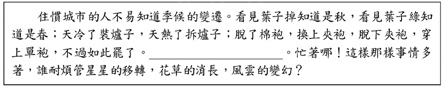 住慣城市的人不易知道季候的變遷。看見葉子掉知道是秋，看見葉子綠知
道是春；天冷了裝爐子，天熱了拆爐子；脫了棉袍，換上夾袍，脫下夾袍，穿
上單袍，不過如此罷了。____________________。忙著哪！這樣那樣事情多
著，誰耐煩管星星的移轉，花草的消長，風雲的變幻？